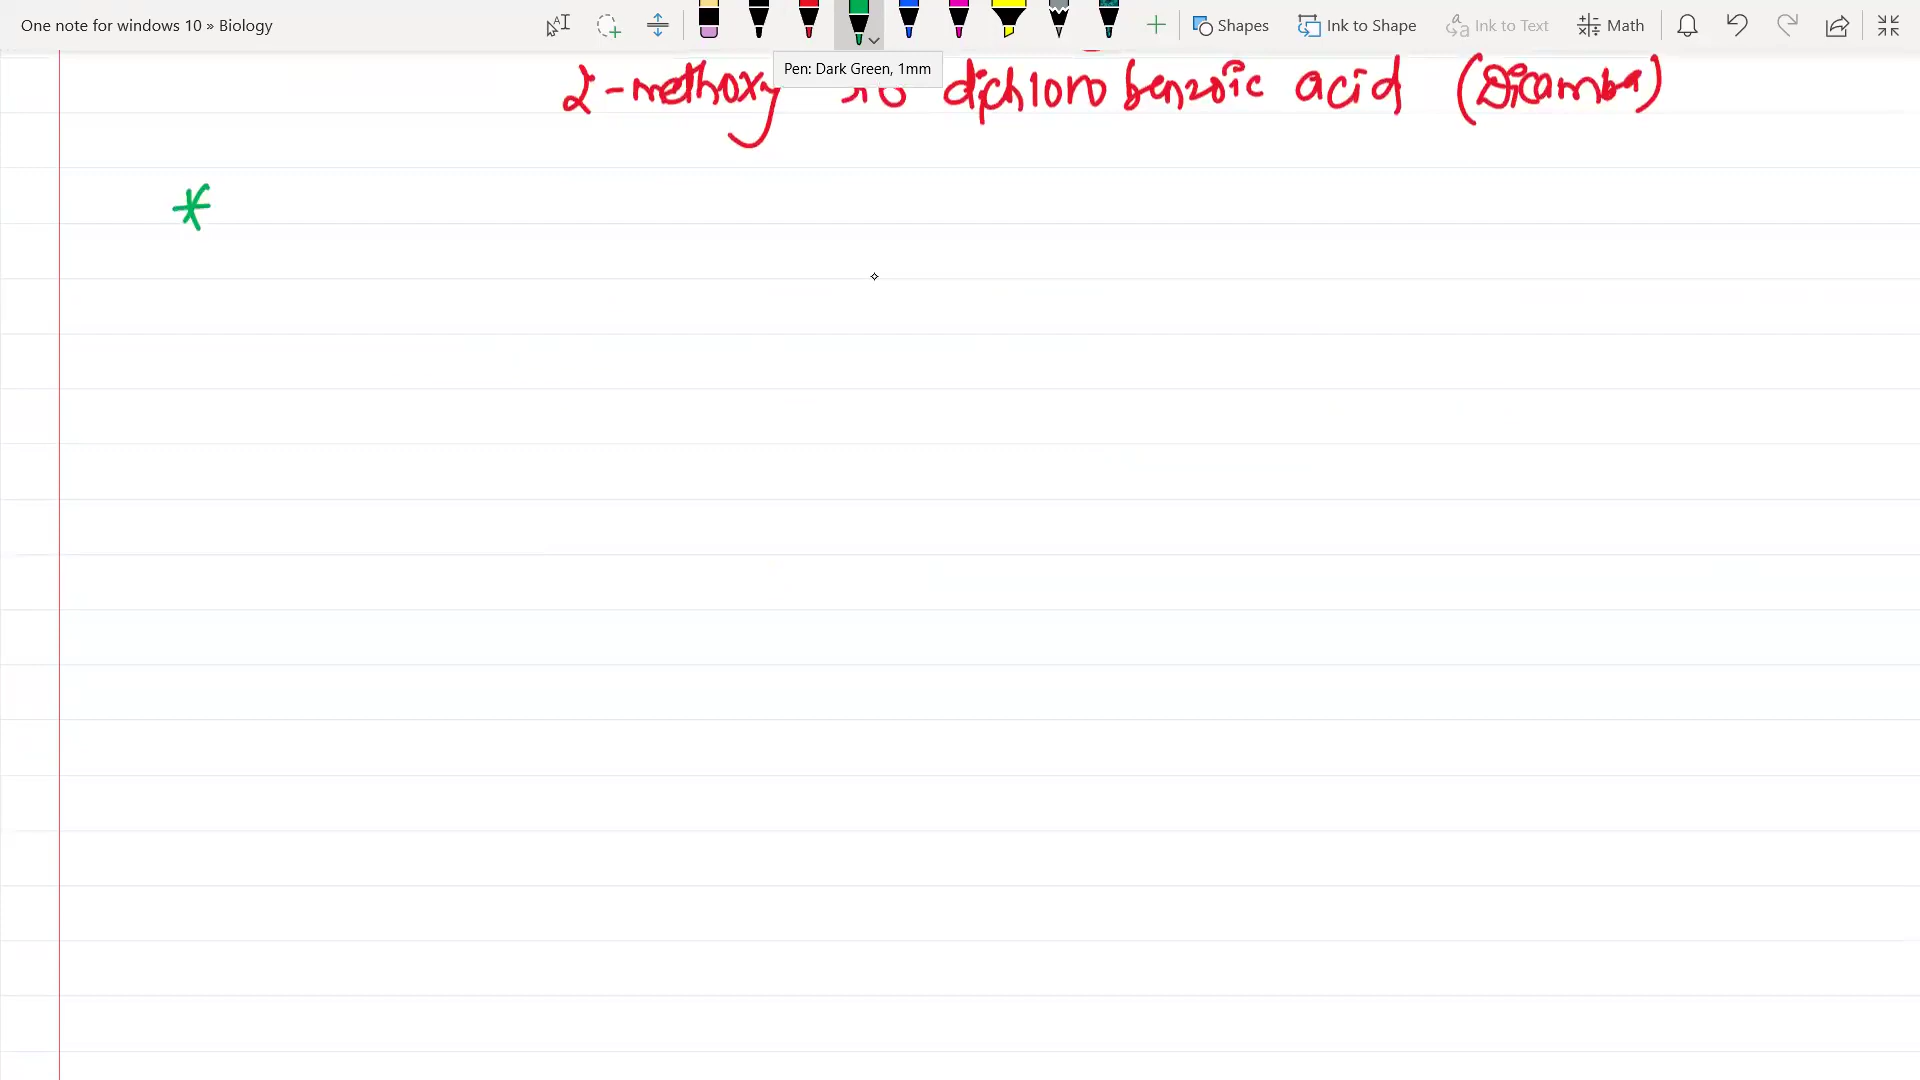 One note for windows 10 » Biology
Shapes
Ink to Shape
Ink to Text
Math
Pen: Dark Green, 1mm
2-methoxy dichloro benzoic acid (Dicamba)
*